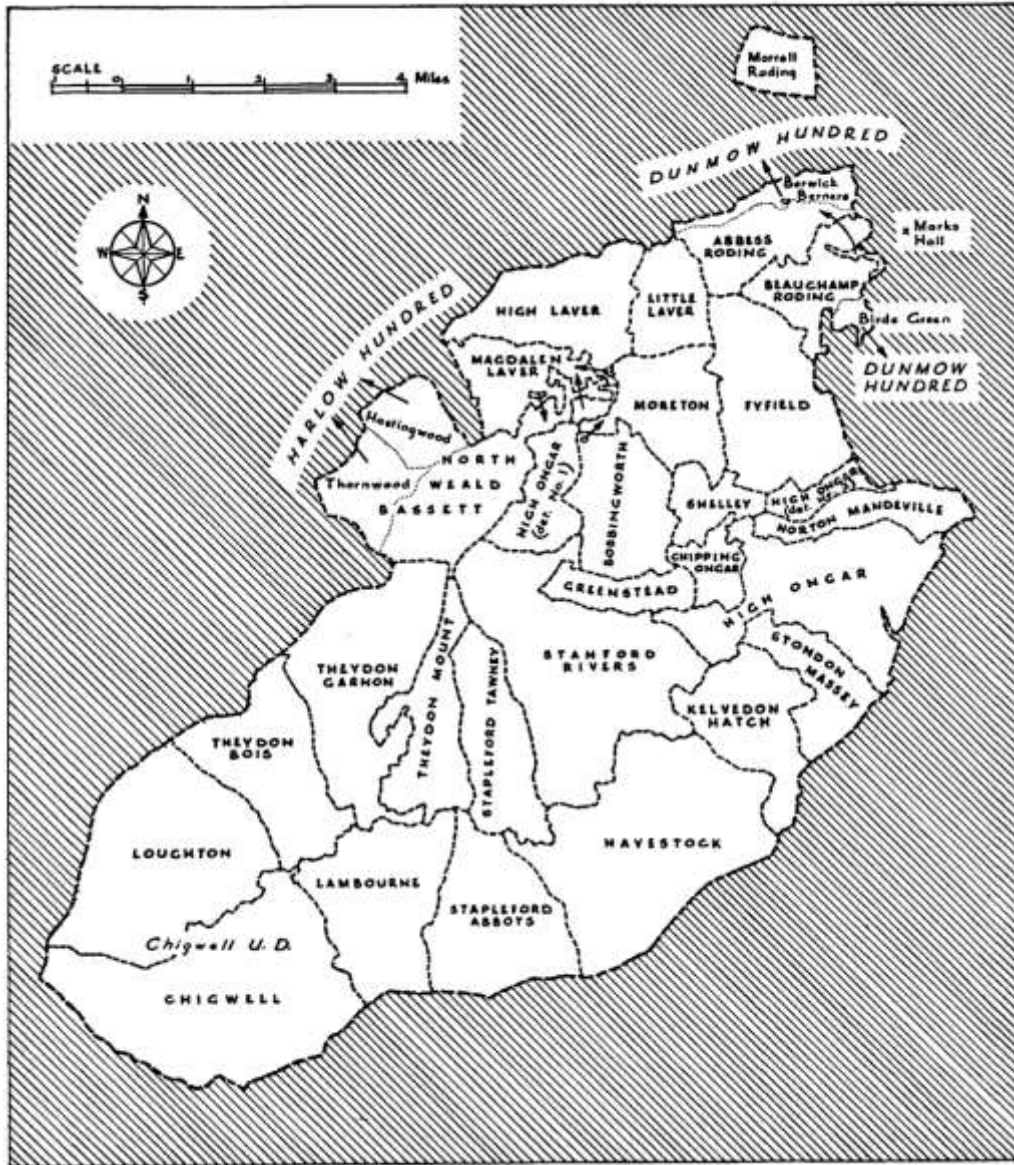 SCALE
1 0 1 2 3 4 Miles
Morrell
Roding
DUNMOW HUNDRED
N
W E
S
Berwick
Berners
ABBESS
RODING
x Marks
Hall
BEAUCHAMP
RODING
Birds Green
DUNMOW
HUNDRED
HIGH LAVER
LITTLE
LAVER
HARLOW HUNDRED
MAGDALEN
LAVER
MORETON
FYFIELD
Hastingwood
Thornwood
NORTH
WEALD
BASSETT
HIGH ONGAR
(det. No. 1)
BOBBINGWORTH
SHELLEY
HIGH ONGAR
NORTON MANDEVILLE
CHIPPING
ONGAR
GREENSTEAD
HIGH ONGAR
STONDON
MASSEY
STANFORD
RIVERS
KELVEDON
HATCH
THEYDON
GARNON
THEYDON MOUNT
STAPLEFORD TAWNEY
THEYDON
BOIS
NAVESTOCK
LOUGHTON
LAMBOURNE
STAPLEFORD
ABBOTS
Chigwell U.D.
CHIGWELL